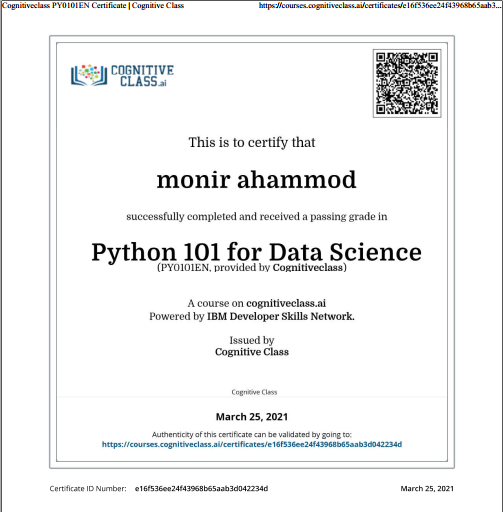 Cognitiveclass PY0101EN Certificate | Cognitive Class
https://courses.cognitiveclass.ai/certificates/e16f536ee24f43968b65aab3...
COGNITIVE
CLASS.ai
This is to certify that
monir ahammod
successfully completed and received a passing grade in
Python 101 for Data Science
(PY0101EN, provided by Cognitiveclass)
A course on cognitiveclass.ai
Powered by IBM Developer Skills Network.
Issued by
Cognitive Class
Cognitive Class
March 25, 2021
Authenticity of this certificate can be validated by going to:
https://courses.cognitiveclass.ai/certificates/e16f536ee24f43968b65aab3d042234d
Certificate ID Number: e16f536ee24f43968b65aab3d042234d
March 25, 2021